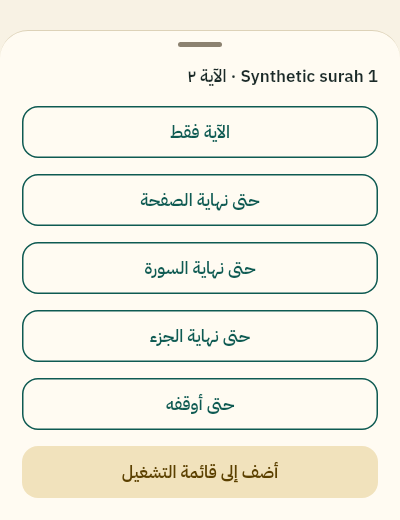 Synthetic surah 1 · الآية ٢
الآية فقط
حتى نهاية الصفحة
حتى نهاية السورة
حتى نهاية الجزء
حتى أوقفه
أضف إلى قائمة التشغيل